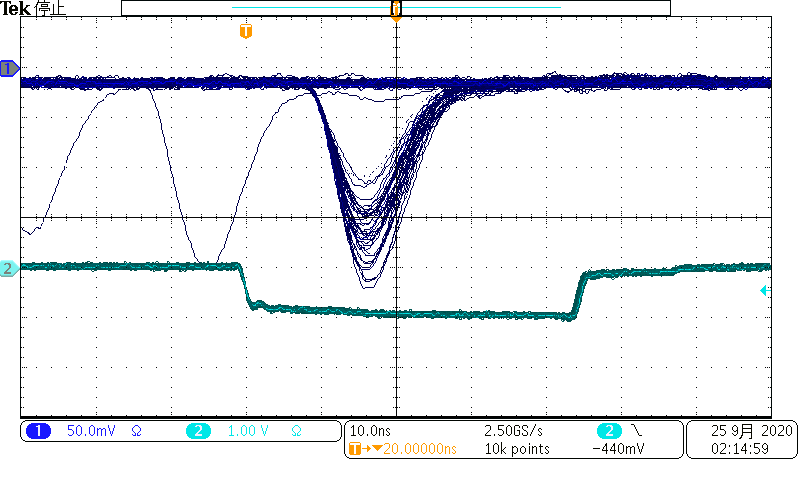 Tek 停止
T
1
2
1 50.0mV Ω 2 1.00 V Ω
10.0ns 2.50GS/s 2 
T→▼20.00000ns 10k points −440mV
25 9月 2020
02:14:59